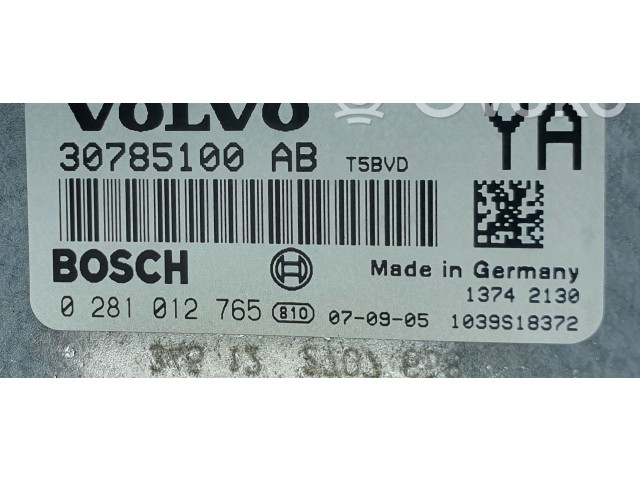 VOLVO
YA
30785100 AB T5BVD
BOSCH
Made in Germany
1374 2130
0 281 012 765 810 07-09-05 1039S18372